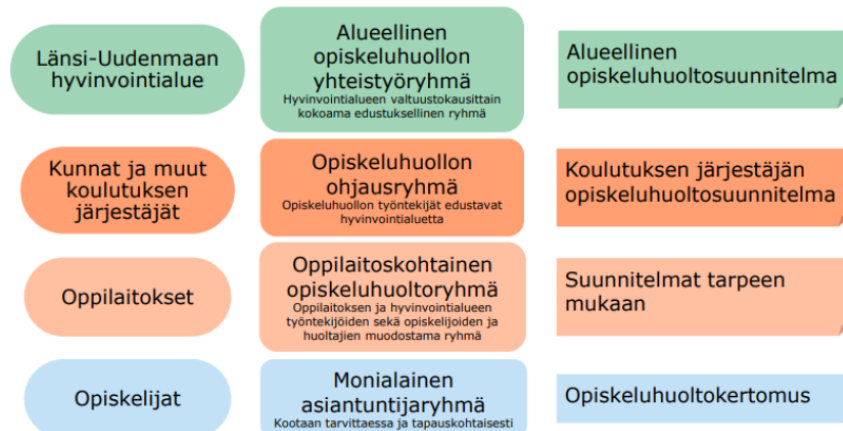 Länsi-Uudenmaan
hyvinvointialue
Alueellinen
opiskeluhuollon
yhteistyöryhmä
Hyvinvointialueen valtuustokausittain
kokoama edustuksellinen ryhmä
Alueellinen
opiskeluhuoltosuunnitelma
Kunnat ja muut
koulutuksen
järjestäjät
Opiskeluhuollon
ohjausryhmä
Opiskeluhuollon työntekijät edustavat
hyvinvointialuetta
Koulutuksen järjestäjän
opiskeluhuoltosuunnitelma
Oppilaitokset
Oppilaitoskohtainen
opiskeluhuoltoryhmä
Oppilaitoksen ja hyvinvointialueen
työntekijöiden sekä opiskelijoiden ja
huoltajien muodostama ryhmä
Suunnitelmat tarpeen
mukaan
Opiskelijat
Monialainen
asiantuntijaryhmä
Kootaan tarvittaessa ja tapauskohtaisesti
Opiskeluhuoltokertomus